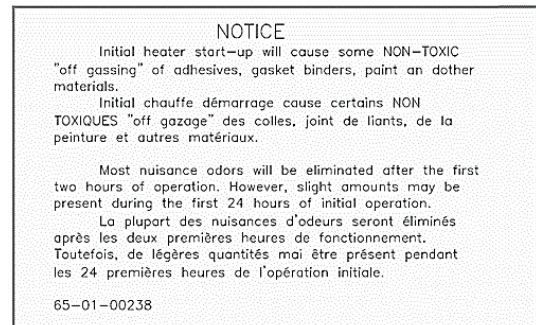 NOTICE
Initial heater start-up will cause some NON-TOXIC
"off gassing" of adhesives, gasket binders, paint an dother
materials.
Initial chauffe démarrage cause certains NON
TOXIQUES "off gazage" des colles, joint de liants, de la
peinture et autres matériaux.
Most nuisance odors will be eliminated after the first
two hours of operation. However, slight amounts may be
present during the first 24 hours of initial operation.
La plupart des nuisances d'odeurs seront éliminés
après les deux premières heures de fonctionnement.
Toutefois, de légères quantités mai être présent pendant
les 24 premières heures de l'opération initiale.
65-01-00238